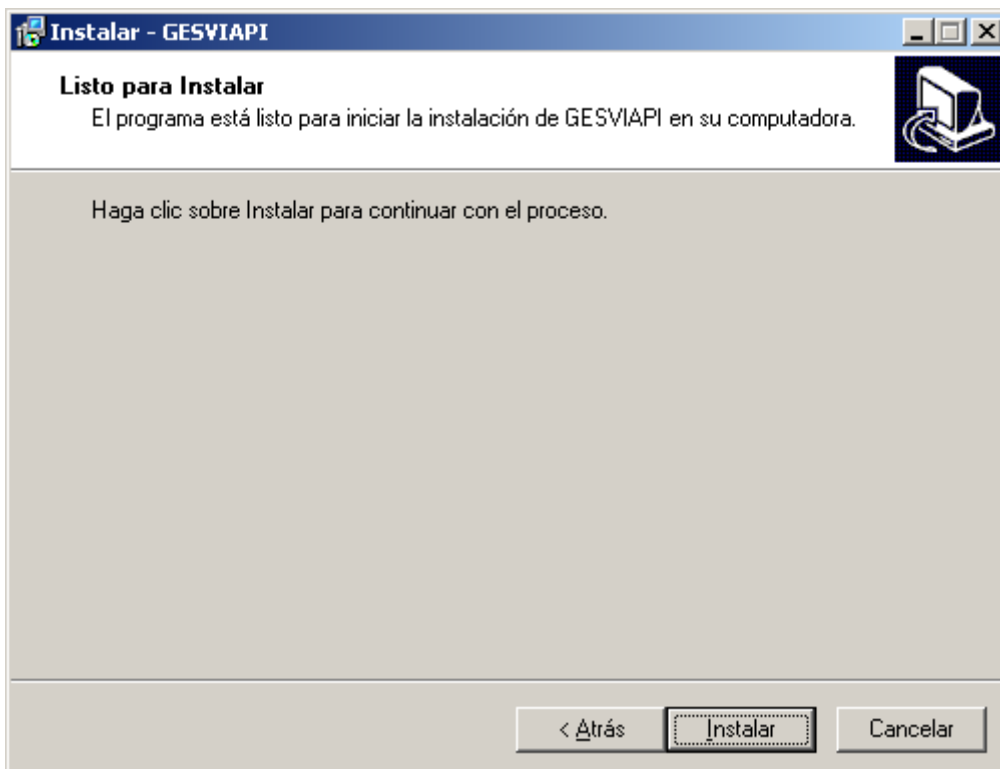 Instalar - GESVIAPI
Listo para Instalar
El programa está listo para iniciar la instalación de GESVIAPI en su computadora.
Haga clic sobre Instalar para continuar con el proceso.
< Atrás
Instalar
Cancelar